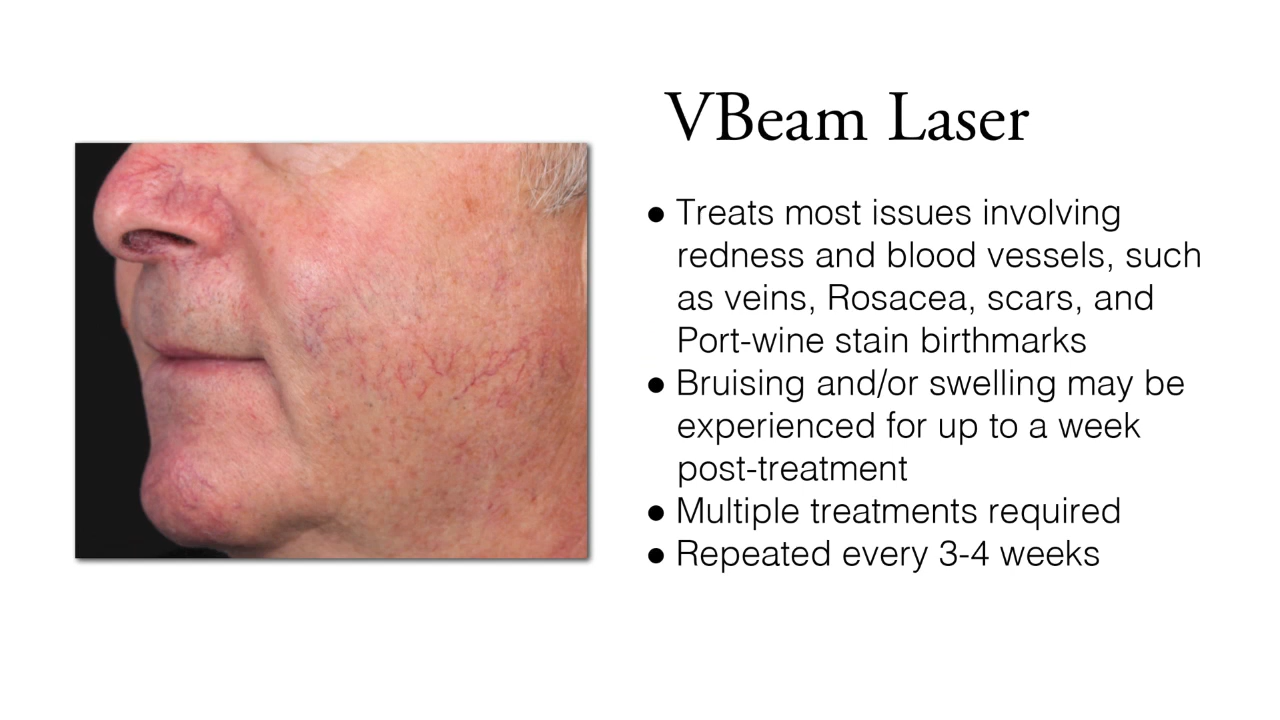 VBeam Laser
● Treats most issues involving
redness and blood vessels, such
as veins, Rosacea, scars, and
Port-wine stain birthmarks
● Bruising and/or swelling may be
experienced for up to a week
post-treatment
● Multiple treatments required
● Repeated every 3-4 weeks